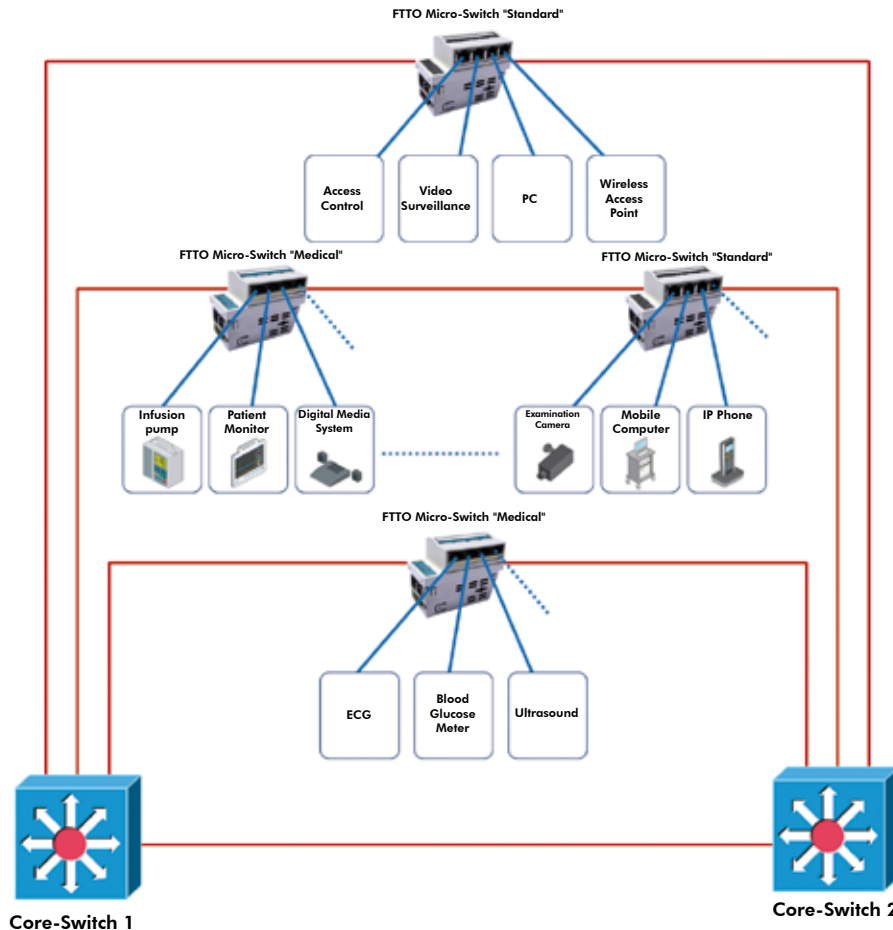 FTTO Micro-Switch "Standard"
Access
Control
Video
Surveillance
PC
Wireless
Access
Point
FTTO Micro-Switch "Medical"
FTTO Micro-Switch "Standard"
Infusion
pump
Patient
Monitor
Digital Media
System
Examination
Camera
Mobile
Computer
IP Phone
FTTO Micro-Switch "Medical"
ECG
Blood
Glucose
Meter
Ultrasound
Core-Switch 1
Core-Switch 2